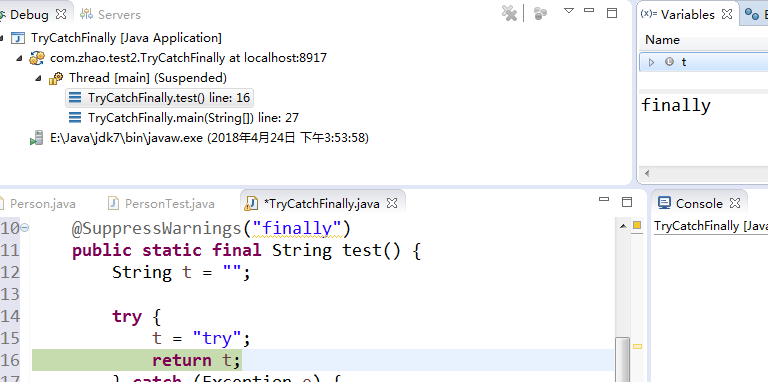 Debug Servers
TryCatchFinally [Java Application]
com.zhao.test2.TryCatchFinally at localhost:8917
Thread [main] (Suspended)
TryCatchFinally.test() line: 16
TryCatchFinally.main(String[]) line: 27
E:\Java\jdk7\bin\javaw.exe (2018年4月24日 下午3:53:58)
(x)= Variables
Name
t
finally
Person.java PersonTest.java *TryCatchFinally.java
10 @SuppressWarnings("finally")
11 public static final String test() {
12 String t = "";
13
14 try {
15 t = "try";
16 return t;
} catch (Exception e) {
Console
TryCatchFinally [Java